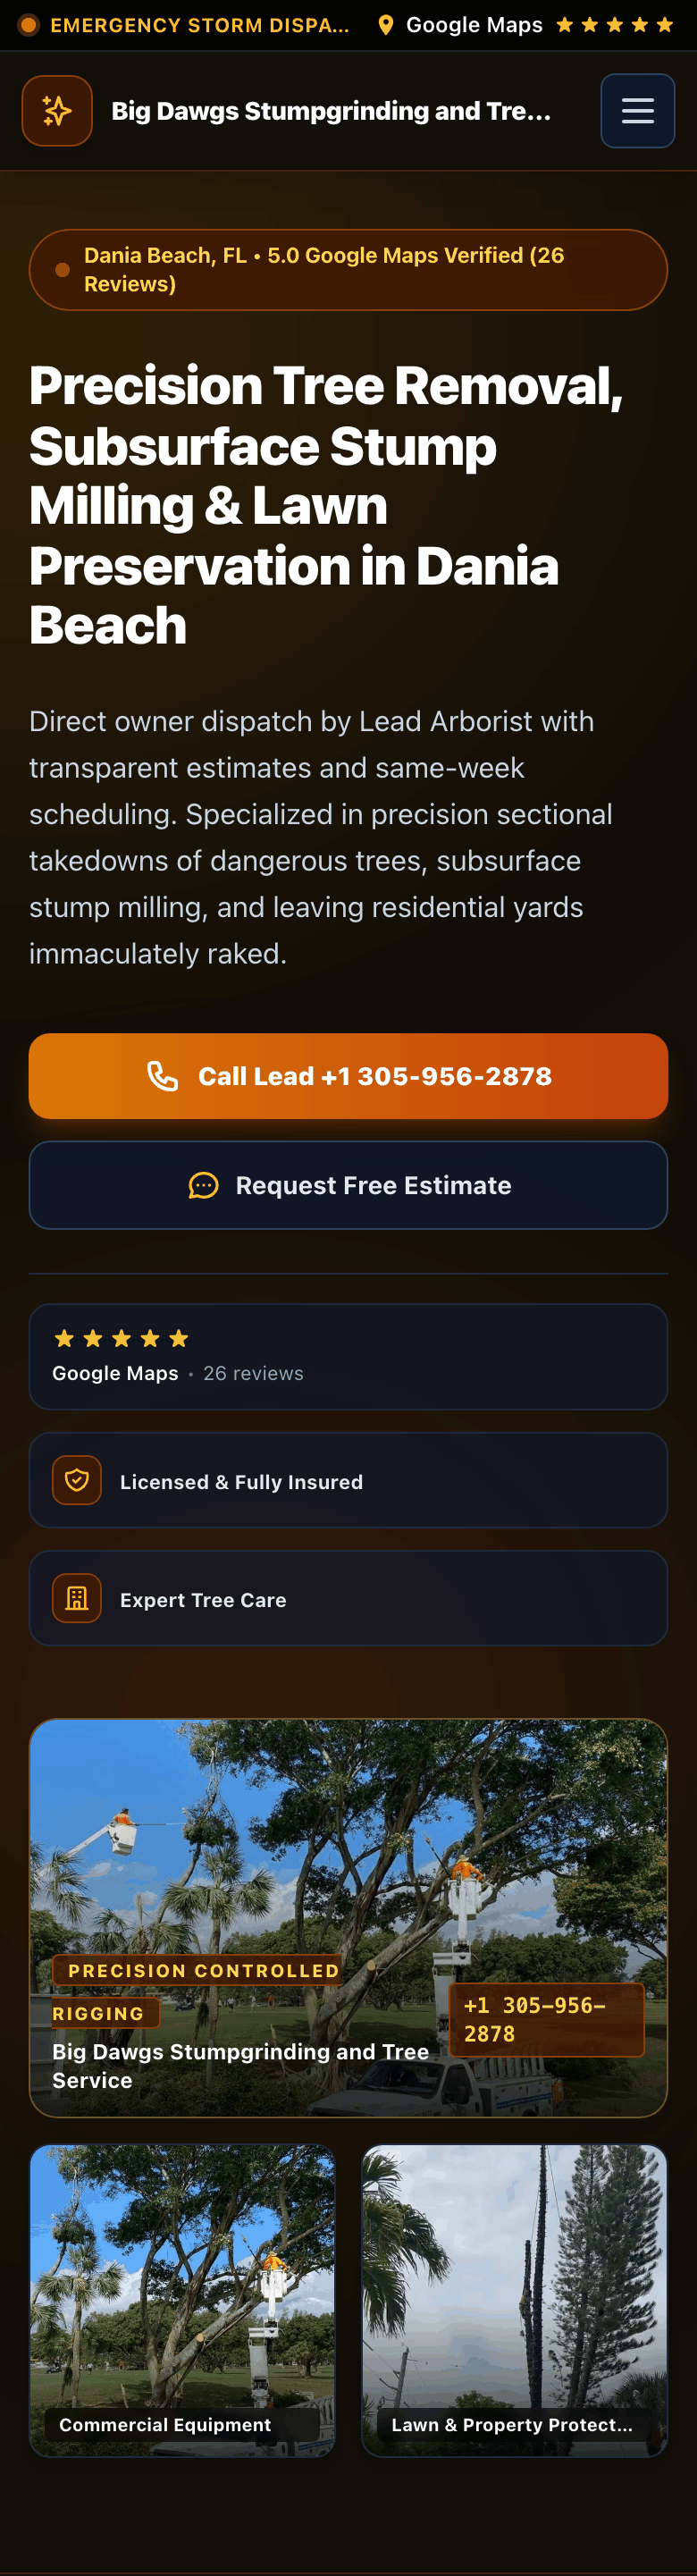 EMERGENCY STORM DISPA...
Google Maps
Big Dawgs Stumpgrinding and Tre...
Dania Beach, FL • 5.0 Google Maps Verified (26
Reviews)
Precision Tree Removal,
Subsurface Stump
Milling & Lawn
Preservation in Dania
Beach
Direct owner dispatch by Lead Arborist with
transparent estimates and same-week
scheduling. Specialized in precision sectional
takedowns of dangerous trees, subsurface
stump milling, and leaving residential yards
immaculately raked.
Call Lead +1 305-956-2878
Request Free Estimate
Google Maps • 26 reviews
Licensed & Fully Insured
Expert Tree Care
PRECISION CONTROLLED
RIGGING
Big Dawgs Stumpgrinding and Tree
Service
+1 305-956-
2878
Commercial Equipment
Lawn & Property Protect...